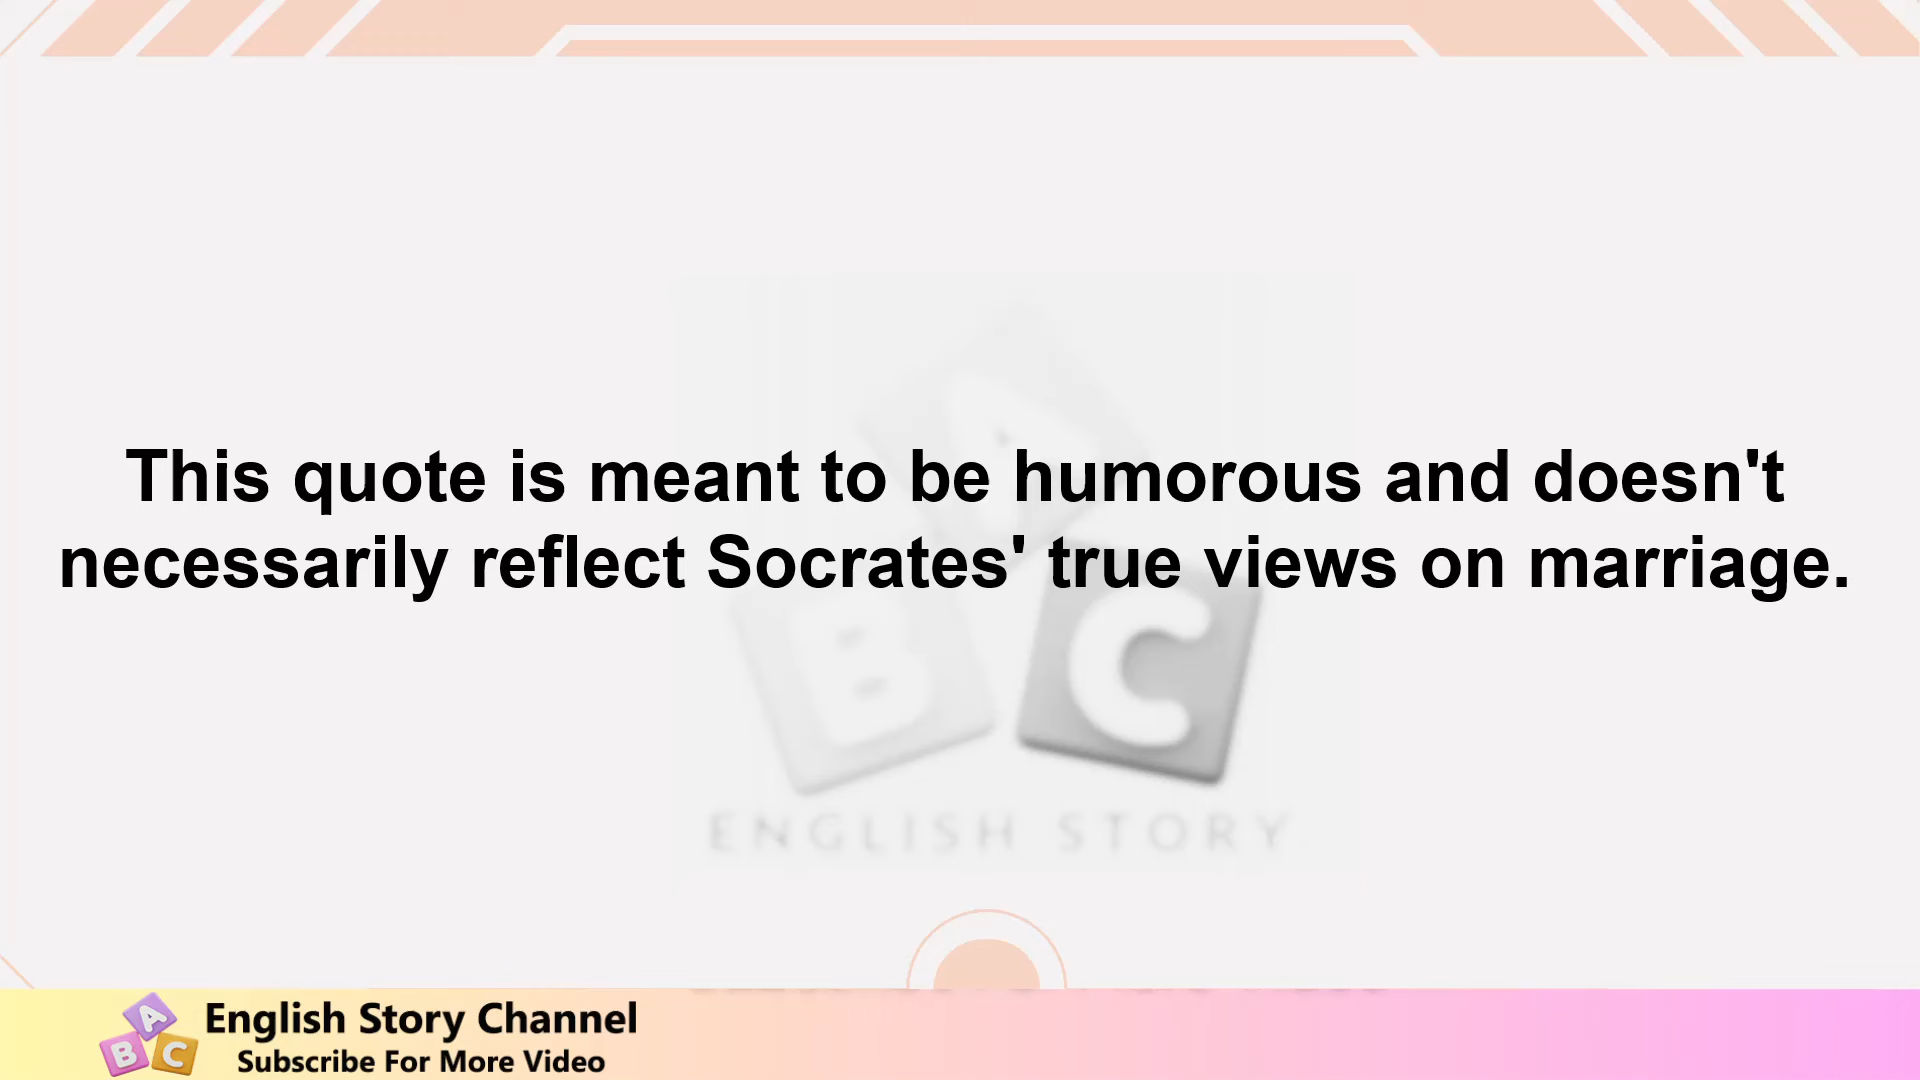 This quote is meant to be humorous and doesn't
necessarily reflect Socrates' true views on marriage.
A
B
C
ENGLISH STORY
A
B
C
English Story Channel
Subscribe For More Video